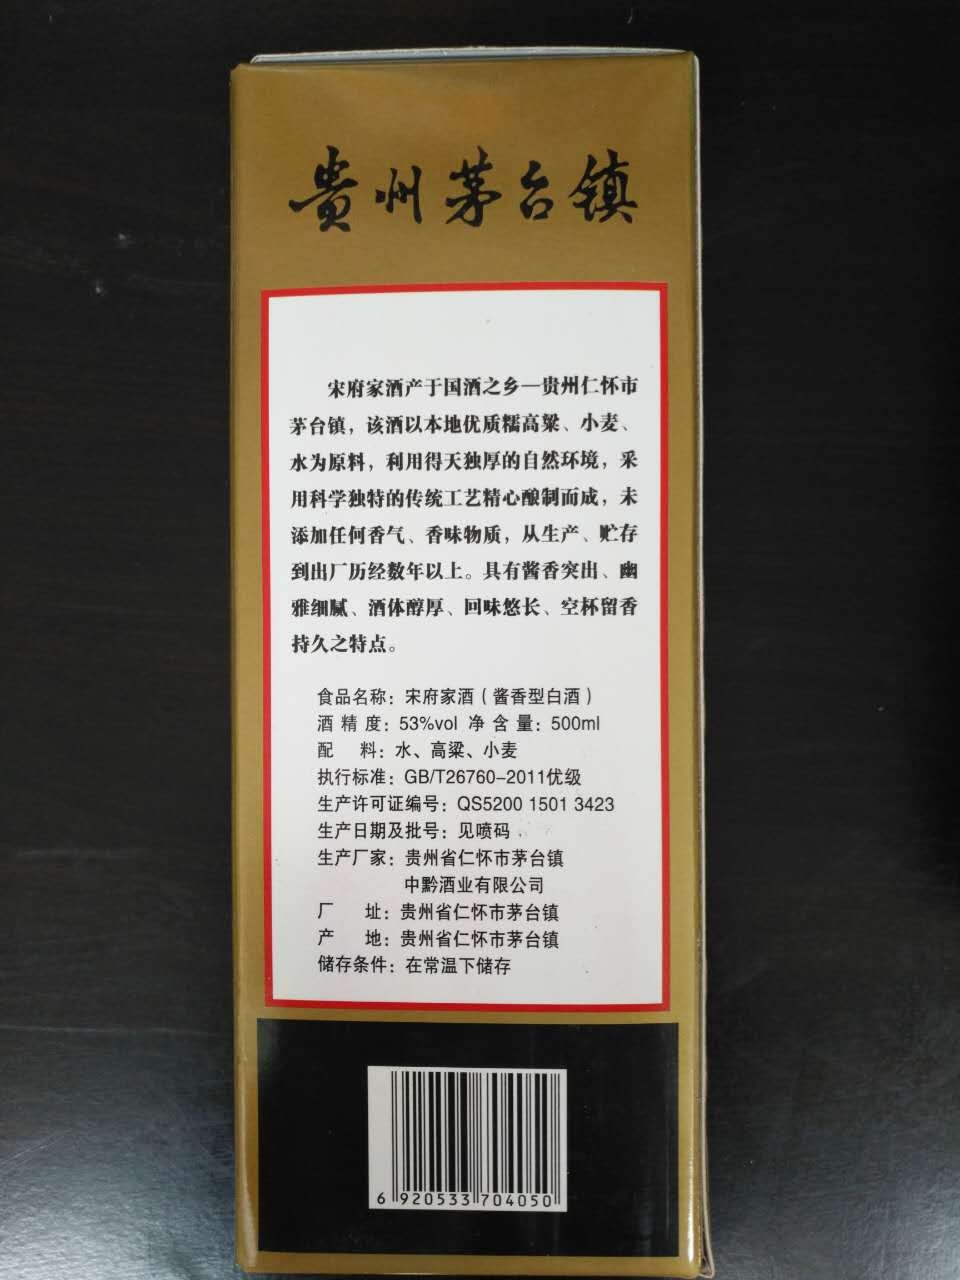 贵州茅台镇
宋府家酒产于国酒之乡—贵州仁怀市
茅台镇，该酒以本地优质糯高粱、小麦、
水为原料，利用得天独厚的自然环境，采
用科学独特的传统工艺精心酿制而成，未
添加任何香气、香味物质，从生产、贮存
到出厂历经数年以上。具有酱香突出、幽
雅细腻、酒体醇厚、回味悠长、空杯留香
持久之特点。
食品名称：宋府家酒（酱香型白酒）
酒 精 度：53%vol 净 含 量：500ml
配 料：水、高粱、小麦
执行标准：GB/T26760-2011优级
生产许可证编号：QS5200 1501 3423
生产日期及批号：见喷码
生产厂家：贵州省仁怀市茅台镇
中黔酒业有限公司
厂 址：贵州省仁怀市茅台镇
产 地：贵州省仁怀市茅台镇
储存条件：在常温下储存
6 920533 704050